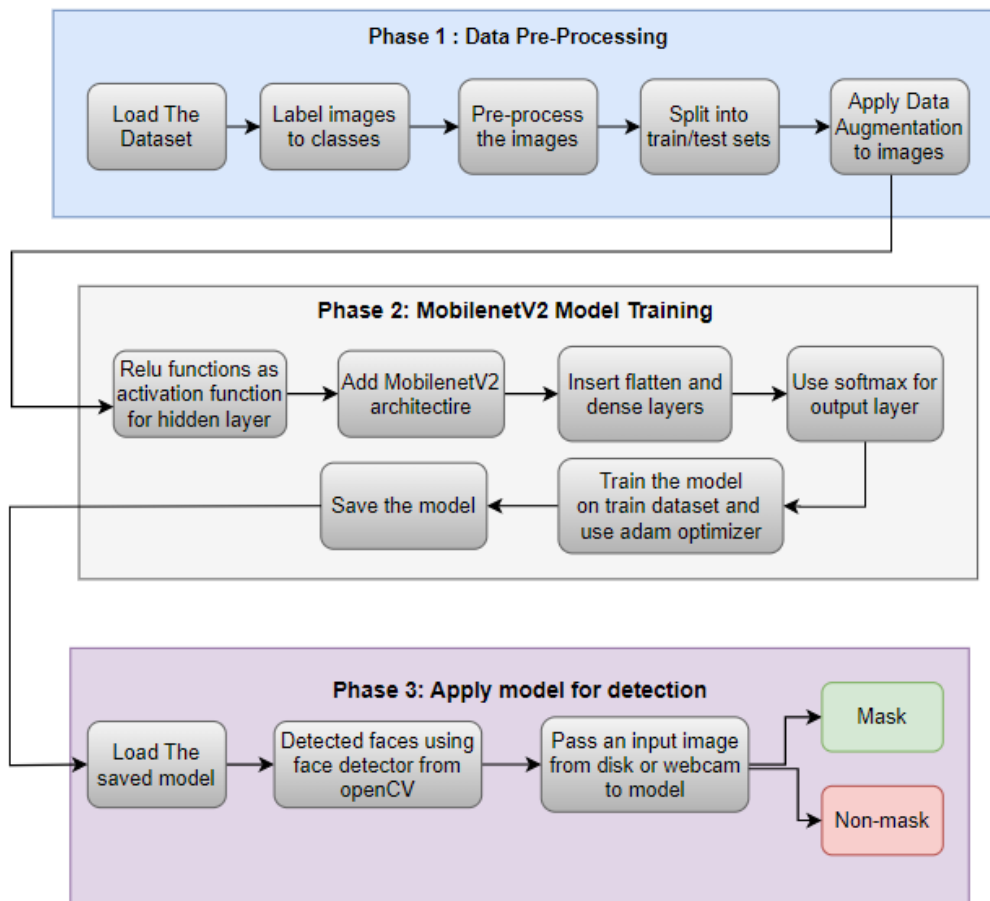 Phase 1 : Data Pre-Processing
Load The
Dataset
Label images
to classes
Pre-process
the images
Split into
train/test sets
Apply Data
Augmentation
to images
Phase 2: MobilenetV2 Model Training
Relu functions as
activation function
for hidden layer
Add MobilenetV2
architectire
Insert flatten and
dense layers
Use softmax for
output layer
Train the model
on train dataset and
use adam optimizer
Save the model
Phase 3: Apply model for detection
Load The
saved model
Detected faces using
face detector from
openCV
Pass an input image
from disk or webcam
to model
Mask
Non-mask